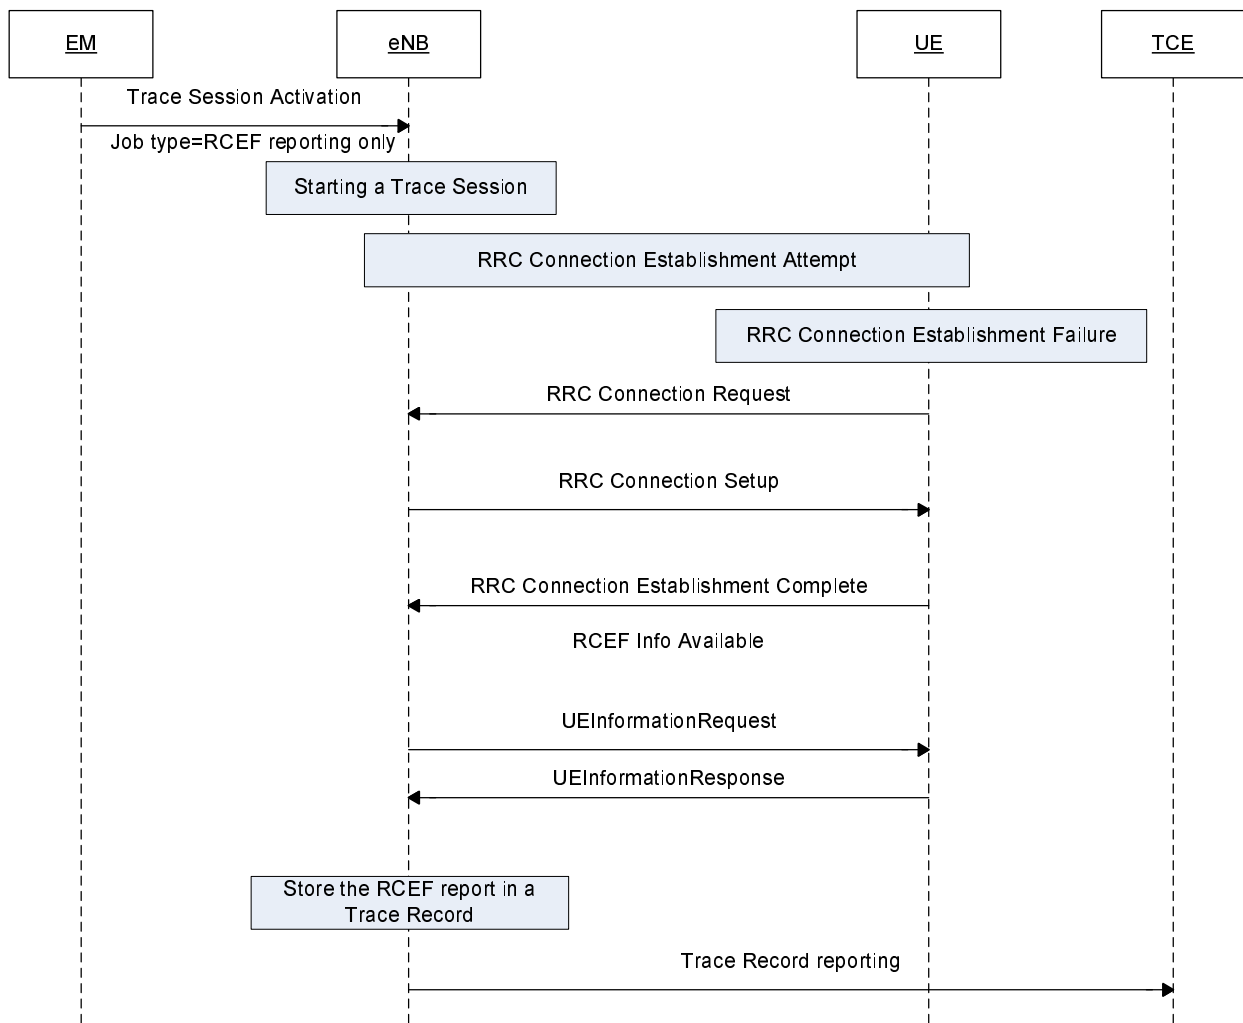 EM
eNB
UE
TCE
Trace Session Activation
Job type=RCEF reporting only
Starting a Trace Session
RRC Connection Establishment Attempt
RRC Connection Establishment Failure
RRC Connection Request
RRC Connection Setup
RRC Connection Establishment Complete
RCEF Info Available
UEInformationRequest
UEInformationResponse
Store the RCEF report in a
Trace Record
Trace Record reporting